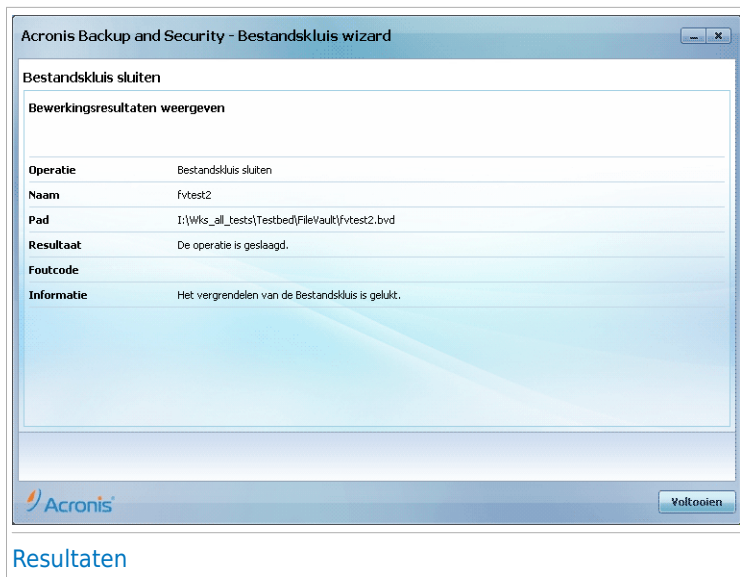 Acronis Backup and Security - Bestandskluis wizard
Bestandskluis sluiten
Bewerkingsresultaten weergeven
Operatie Bestandskluis sluiten
Naam fvtest2
Pad I:\Wks_all_tests\Testbed\FileVault\fvtest2.bvd
Resultaat De operatie is geslaagd.
Foutcode
Informatie Het vergrendelen van de Bestandskluis is gelukt.
Acronis
Voltooien
Resultaten